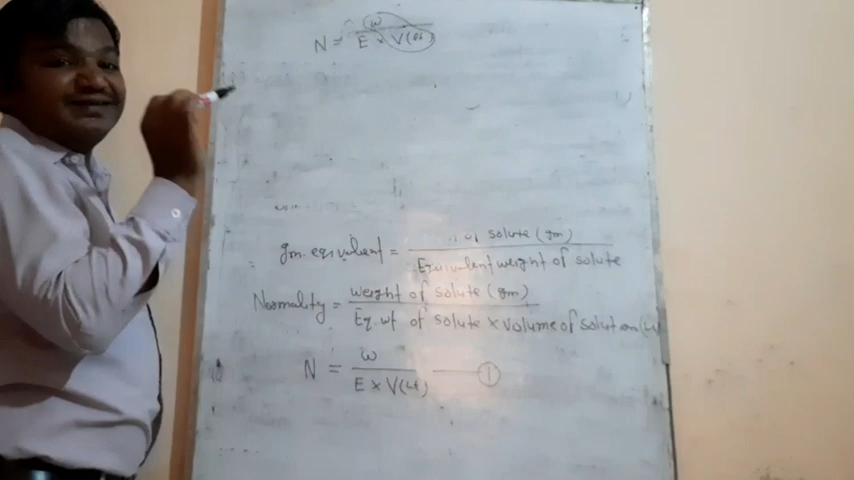 N = w
E × V(Lt)
gm. equivalent = of solute (gm)
Equivalent weight of solute
Normality = weight of solute (gm)
Eq. wt of solute × volume of solution (Lt)
N = w
E × V(Lt) 1